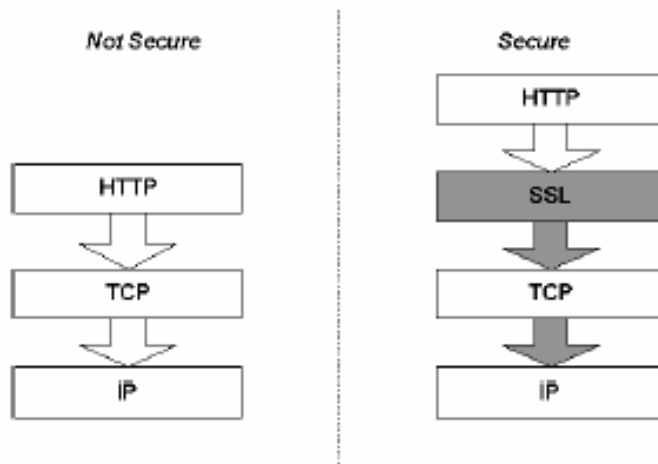 Not Secure
HTTP
TCP
IP
Secure
HTTP
SSL
TCP
IP